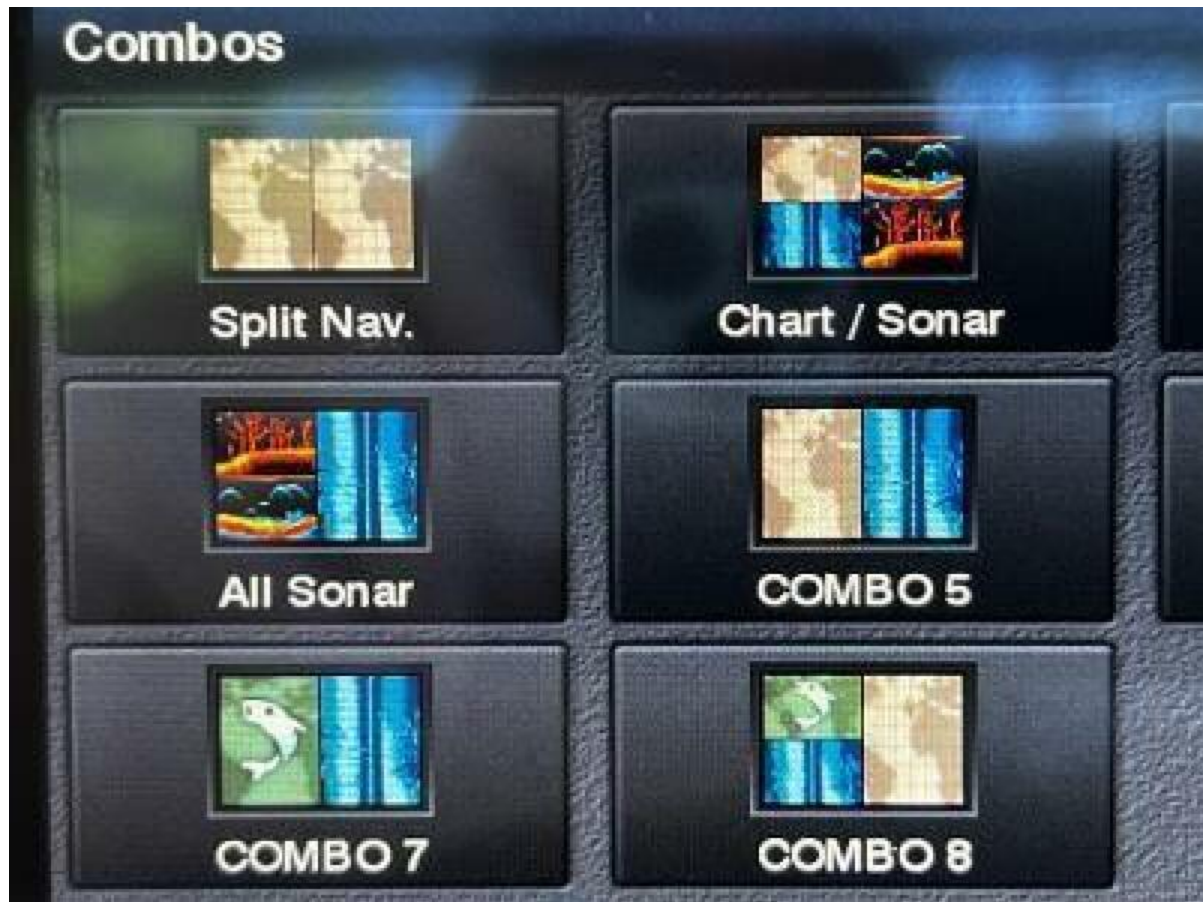 Combos
Split Nav.
Chart / Sonar
All Sonar
COMBO 5
COMBO 7
COMBO 8